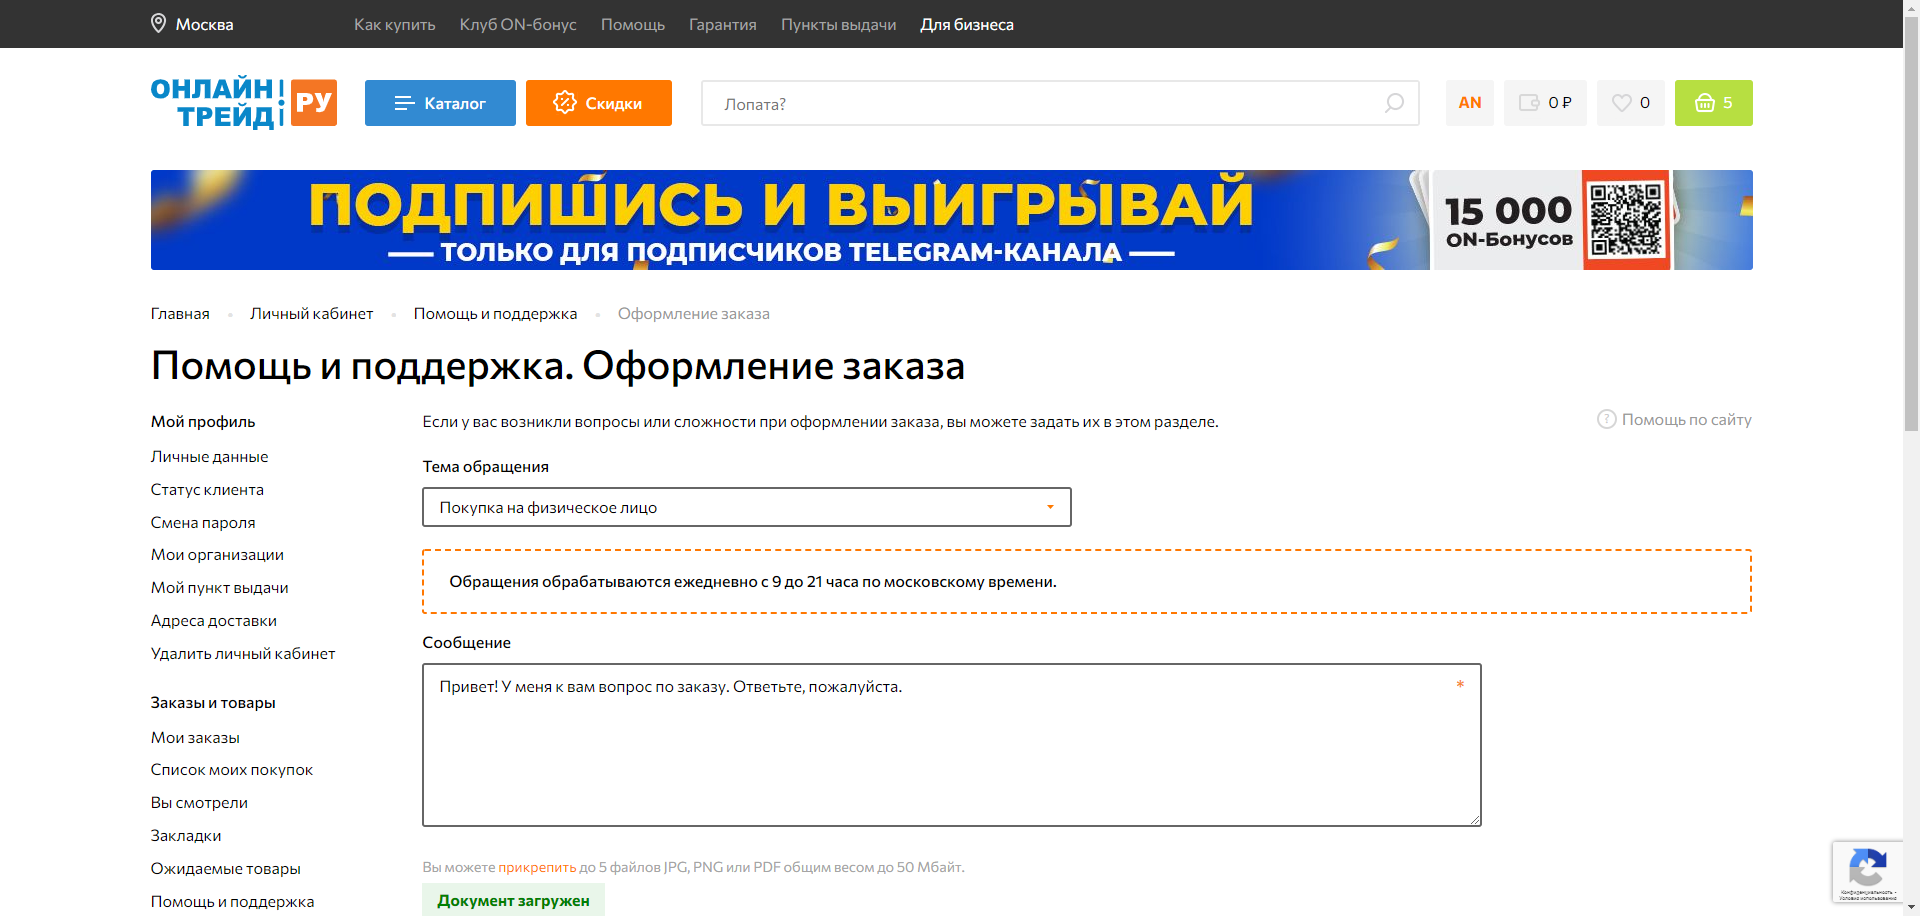 Москва
Как купить
Клуб ON-бонус
Помощь
Гарантия
Пункты выдачи
Для бизнеса
ОНЛАЙН ТРЕЙД РУ
Каталог
Скидки
Лопата?
AN
0 ₽
0
5
ПОДПИШИСЬ И ВЫИГРЫВАЙ
ТОЛЬКО ДЛЯ ПОДПИСЧИКОВ TELEGRAM-КАНАЛА
15 000
ON-Бонусов
Главная
Личный кабинет
Помощь и поддержка
Оформление заказа
Помощь и поддержка. Оформление заказа
Мой профиль
Личные данные
Статус клиента
Смена пароля
Мои организации
Мой пункт выдачи
Адреса доставки
Удалить личный кабинет
Заказы и товары
Мои заказы
Список моих покупок
Вы смотрели
Закладки
Ожидаемые товары
Помощь и поддержка
Если у вас возникли вопросы или сложности при оформлении заказа, вы можете задать их в этом разделе.
? Помощь по сайту
Тема обращения
Покупка на физическое лицо
Обращения обрабатываются ежедневно с 9 до 21 часа по московскому времени.
Сообщение
Привет! У меня к вам вопрос по заказу. Ответьте, пожалуйста.
*
Вы можете прикрепить до 5 файлов JPG, PNG или PDF общим весом до 50 Мбайт.
Документ загружен
Конфиденциальность -
Условия использования